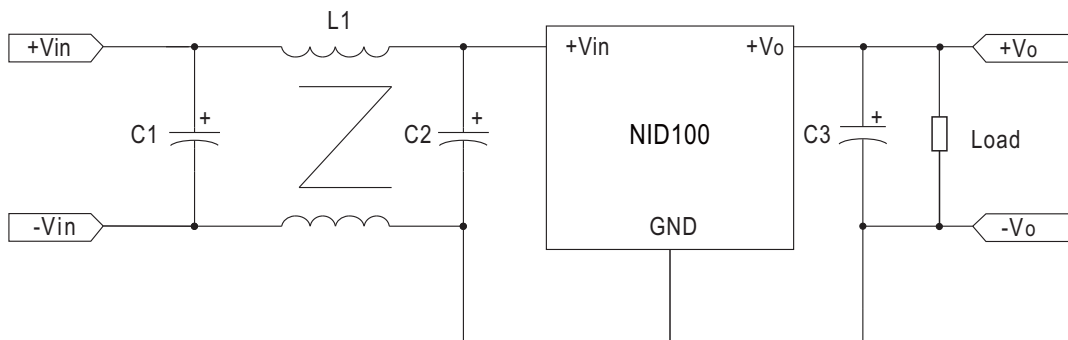 L1
+Vin
+Vin
+Vo
+Vo
C1
+
C2
+
NID100
C3
+
Load
-Vin
GND
-Vo